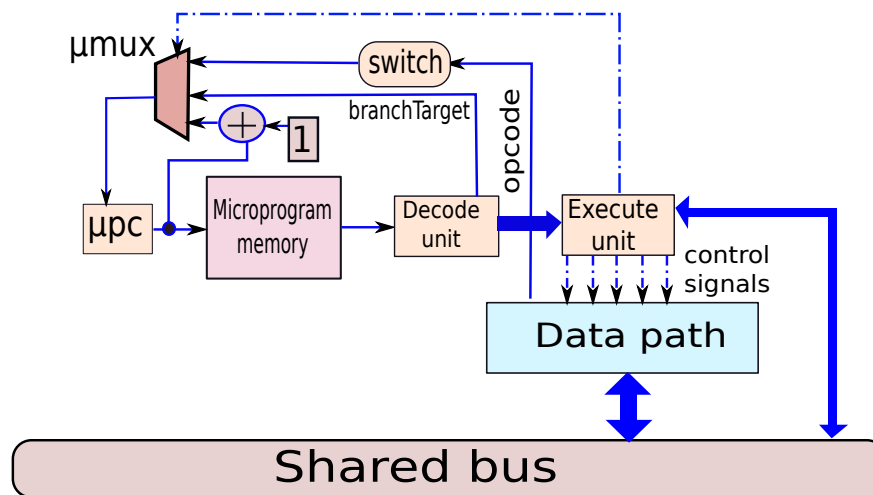 μmux
switch
branchTarget
1
opcode
μpc
Microprogram
memory
Decode
unit
Execute
unit
control
signals
Data path
Shared bus